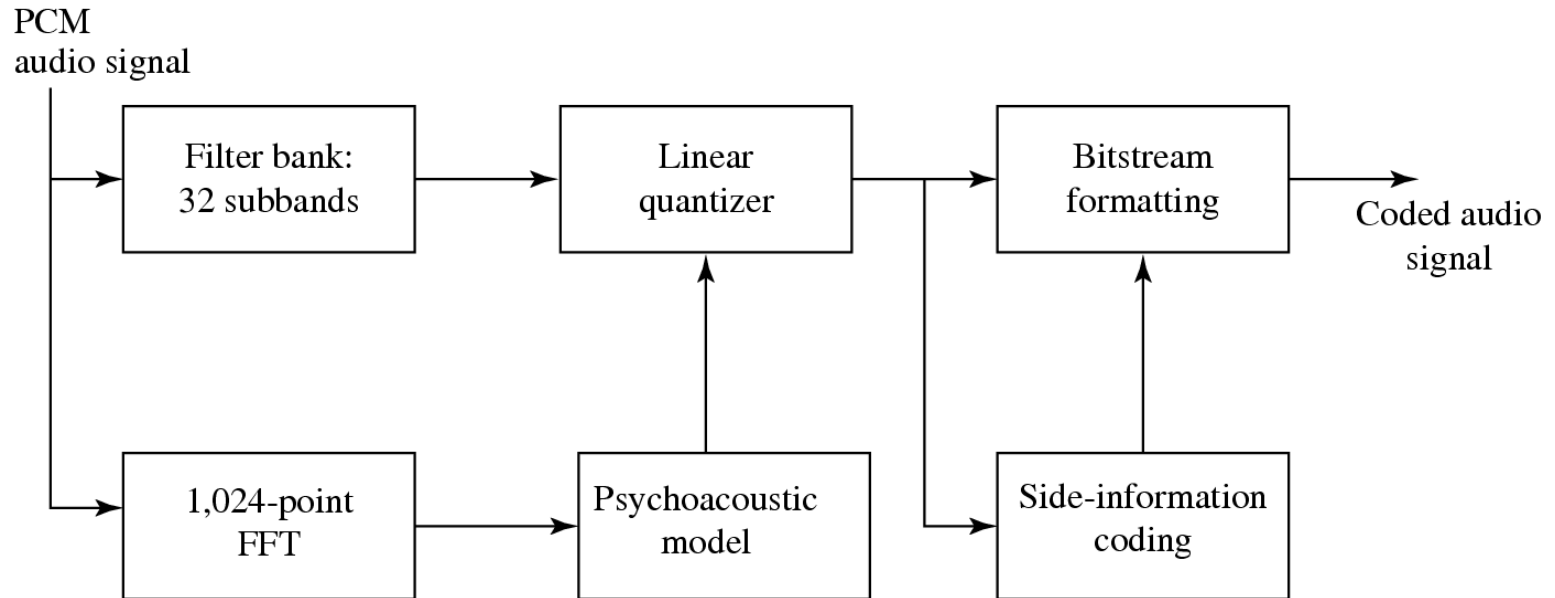 PCM
audio signal
Filter bank:
32 subbands
Linear
quantizer
Bitstream
formatting
Coded audio
signal
1,024-point
FFT
Psychoacoustic
model
Side-information
coding